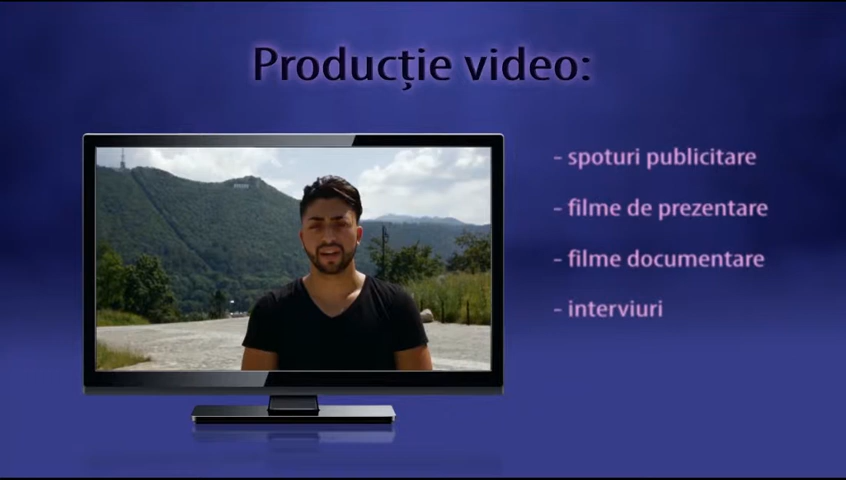 Producție video:
- spoturi publicitare
- filme de prezentare
- filme documentare
- interviuri